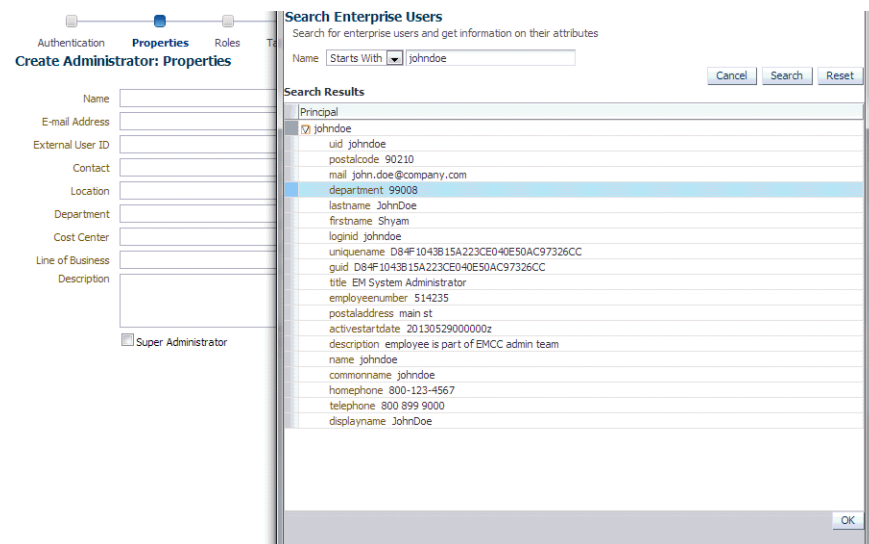 Authentication Properties Roles
Create Administrator: Properties
Name
E-mail Address
External User ID
Contact
Location
Department
Cost Center
Line of Business
Description
Super Administrator
Search Enterprise Users
Search for enterprise users and get information on their attributes
Name Starts With johndoe
Cancel Search Reset
Search Results
Principal
johndoe
uid johndoe
postalcode 90210
mail john.doe@company.com
department 99008
lastname JohnDoe
firstname Shyam
loginid johndoe
uniquename D84F1043B15A223CE040E50AC97326CC
guid D84F1043B15A223CE040E50AC97326CC
title EM System Administrator
employeenumber 514235
postaladdress main st
activestartdate 20130529000000z
description employee is part of EMCC admin team
name johndoe
commonname johndoe
homephone 800-123-4567
telephone 800 899 9000
displayname JohnDoe
OK